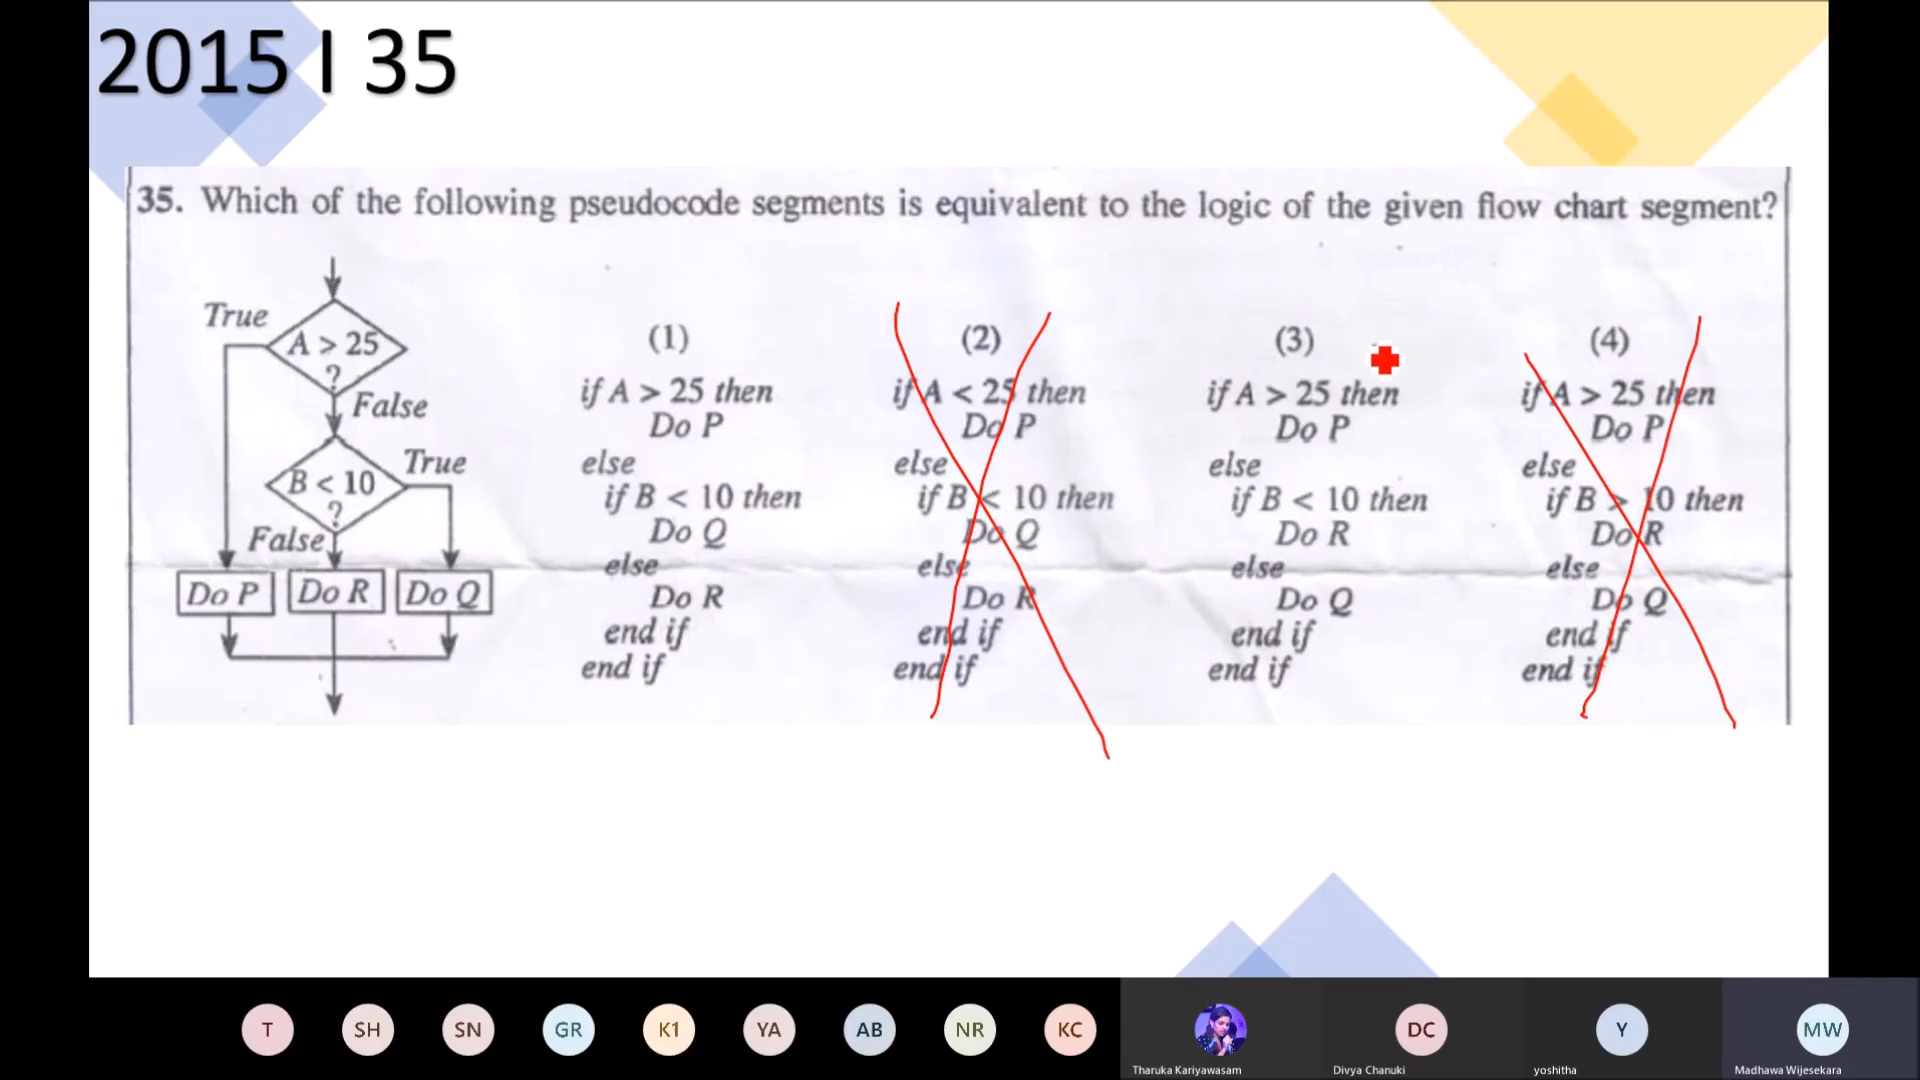 2015 I 35
35. Which of the following pseudocode segments is equivalent to the logic of the given flow chart segment?
True
A > 25
?
False
B < 10
?
True
False
Do P
Do R
Do Q
(1)
if A > 25 then
Do P
else
if B < 10 then
Do Q
else
Do R
end if
end if
(2)
if A < 25 then
Do P
else
if B < 10 then
Do Q
else
Do R
end if
end if
(3)
if A > 25 then
Do P
else
if B < 10 then
Do R
else
Do Q
end if
end if
(4)
if A > 25 then
Do P
else
if B > 10 then
Do R
else
Do Q
end if
end if
T
SH
SN
GR
K1
YA
AB
NR
KC
Tharuka Kariyawasam
DC
Divya Chanuki
Y
yoshitha
MW
Madhawa Wijesekara